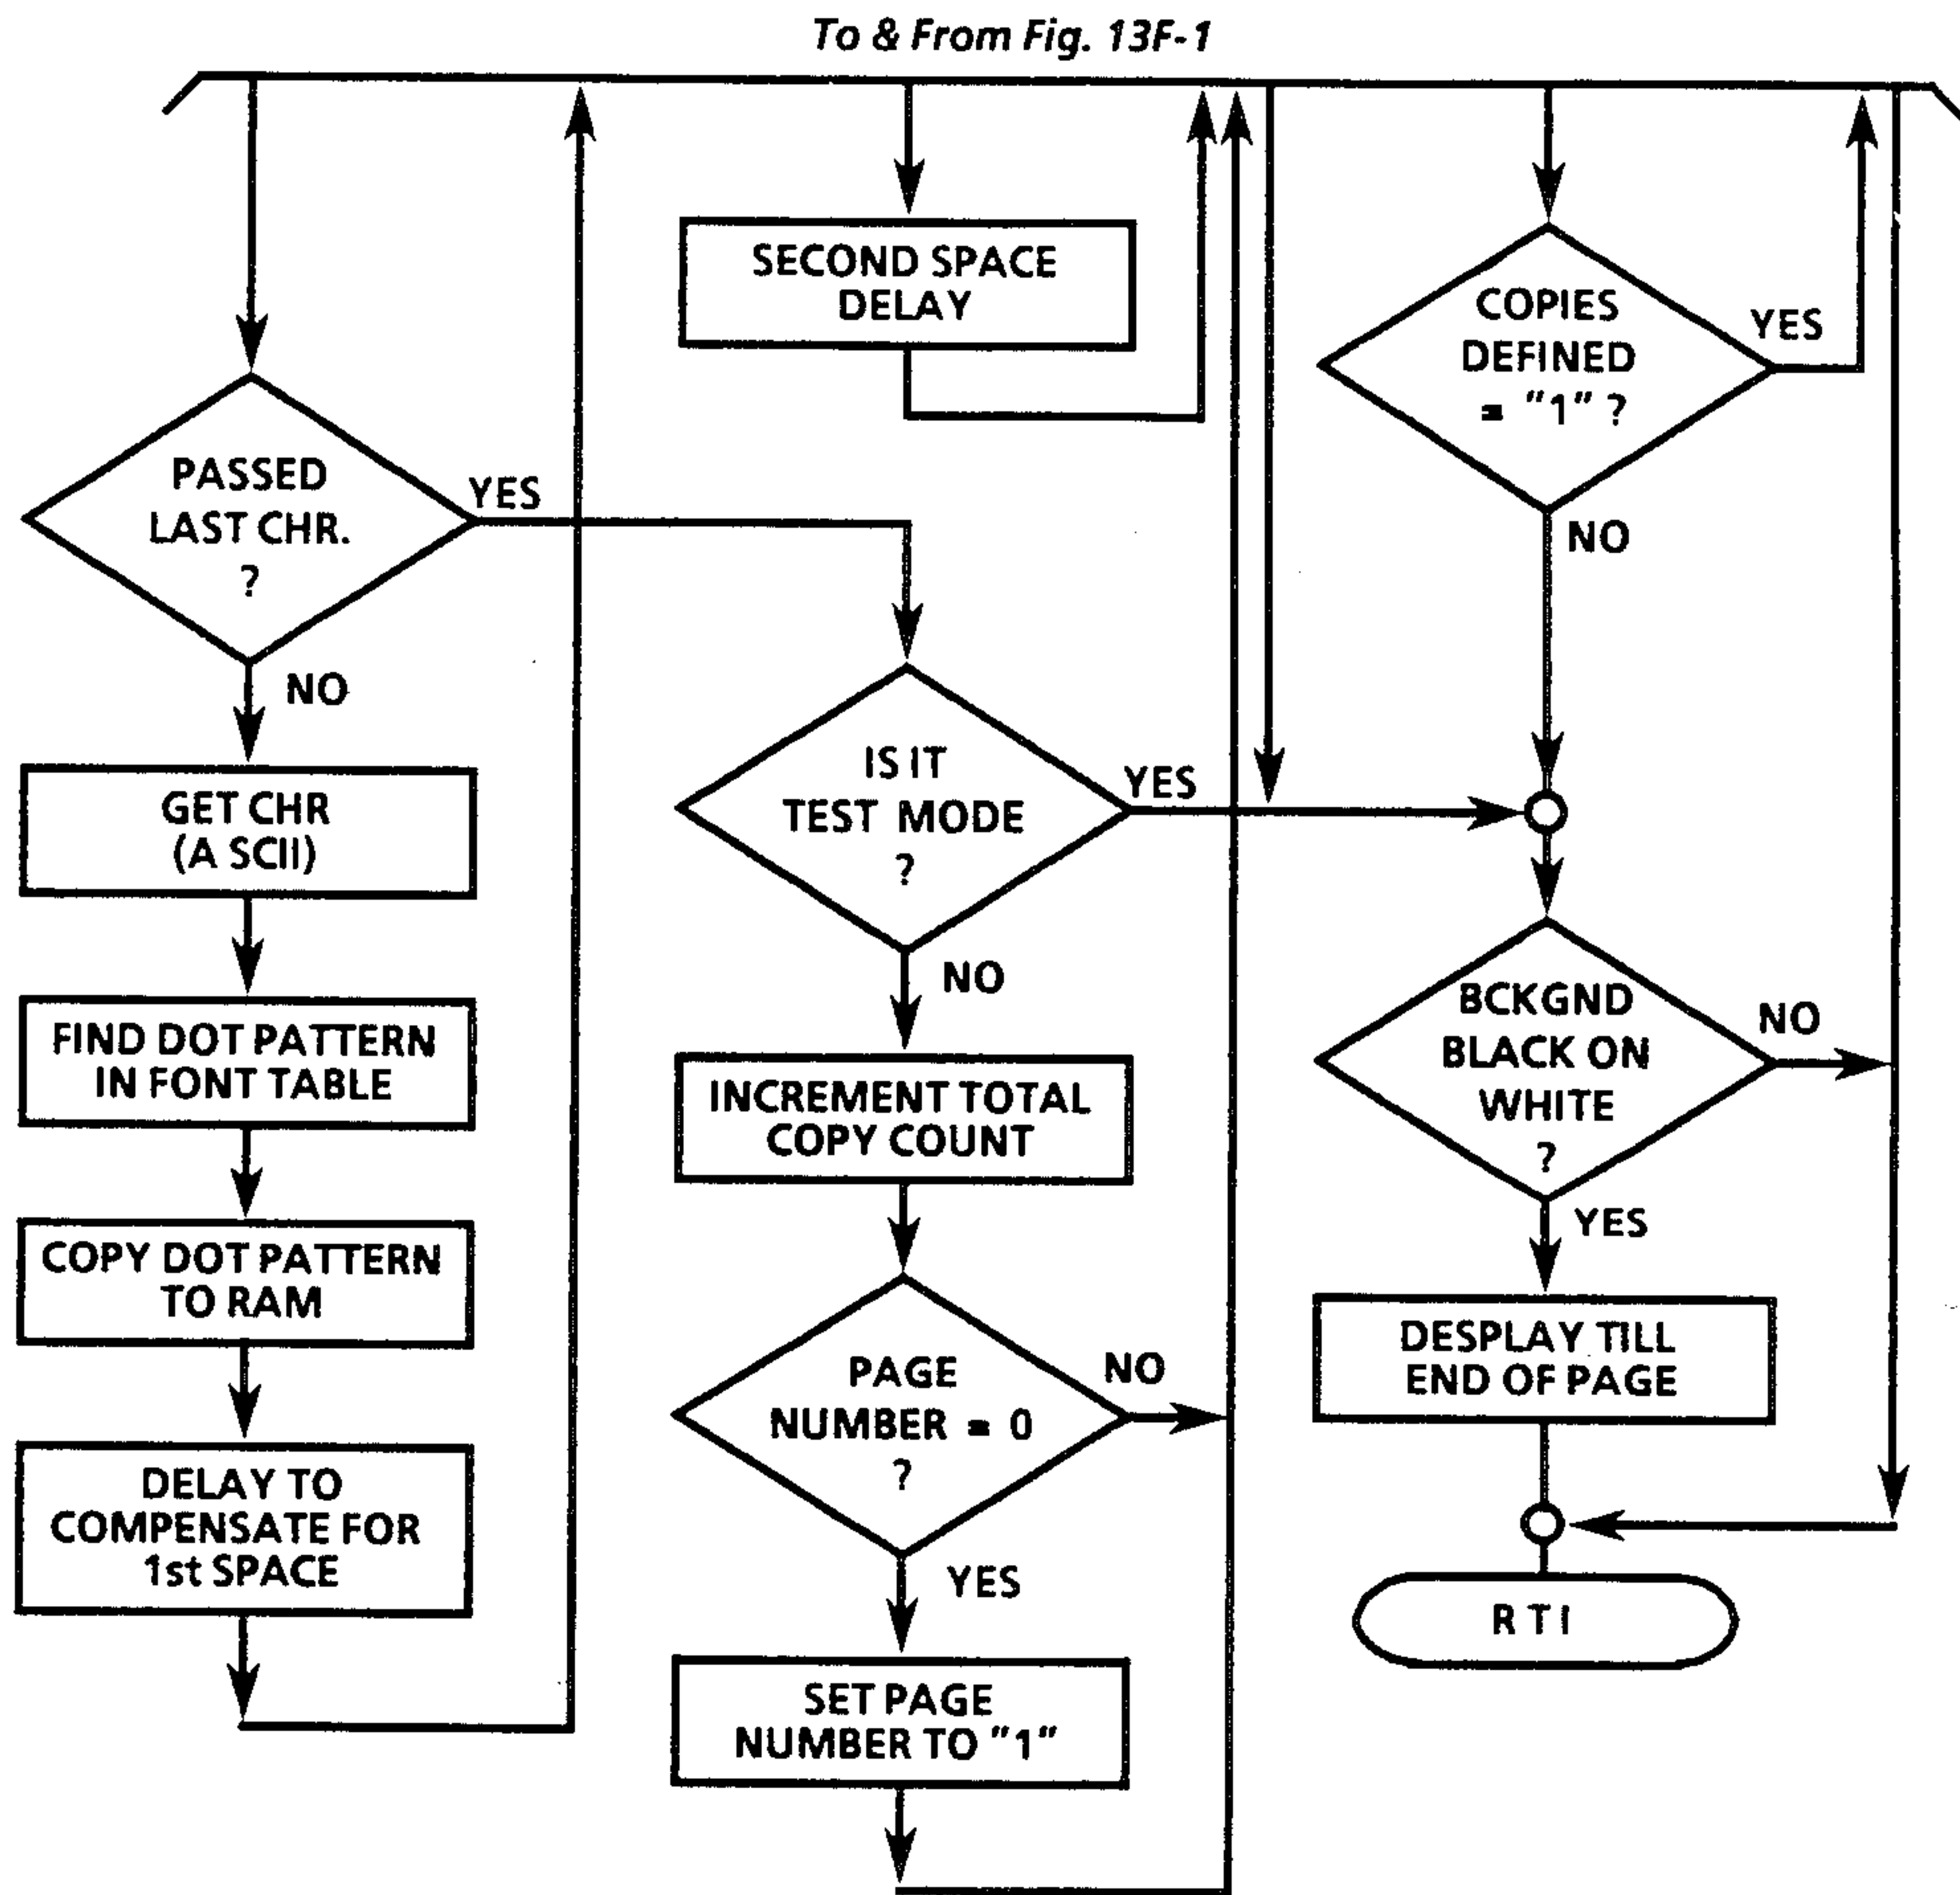 To & From Fig. 13F-1
PASSED
LAST CHR.
?
YES
NO
GET CHR
(A SCII)
FIND DOT PATTERN
IN FONT TABLE
COPY DOT PATTERN
TO RAM
DELAY TO
COMPENSATE FOR
1st SPACE
SECOND SPACE
DELAY
IS IT
TEST MODE
?
YES
NO
INCREMENT TOTAL
COPY COUNT
PAGE
NUMBER = 0
?
NO
YES
SET PAGE
NUMBER TO "1"
COPIES
DEFINED
= "1" ?
YES
NO
BCKGND
BLACK ON
WHITE
?
NO
YES
DESPLAY TILL
END OF PAGE
R T I